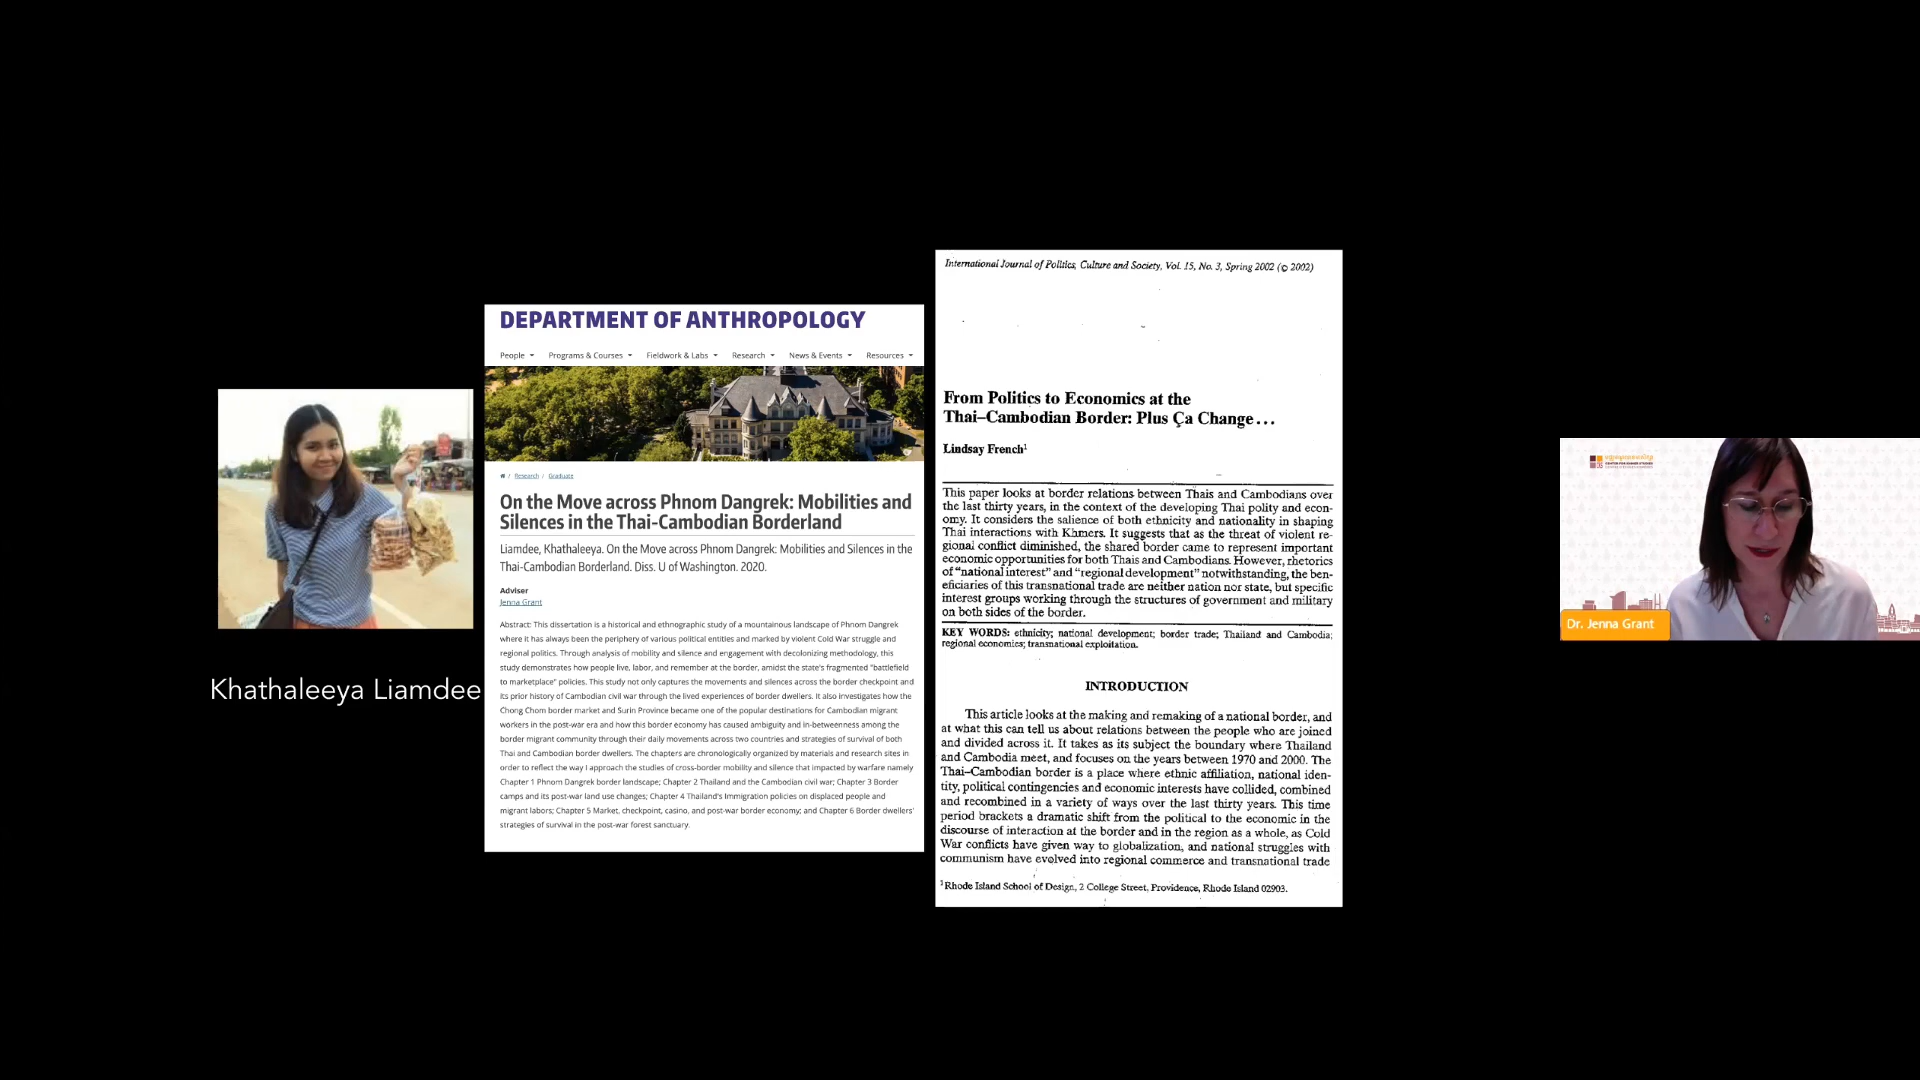 Khathaleeya Liamdee
DEPARTMENT OF ANTHROPOLOGY
People Programs & Courses Fieldwork & Labs Research News & Events Resources
/ Research / Graduate
On the Move across Phnom Dangrek: Mobilities and
Silences in the Thai-Cambodian Borderland
Liamdee, Khathaleeya. On the Move across Phnom Dangrek: Mobilities and Silences in the
Thai-Cambodian Borderland. Diss. U of Washington. 2020.
Adviser
Jenna Grant
Abstract: This dissertation is a historical and ethnographic study of a mountainous landscape of Phnom Dangrek
where it has always been the periphery of various political entities and marked by violent Cold War struggle and
regional politics. Through analysis of mobility and silence and engagement with decolonizing methodology, this
study demonstrates how people live, labor, and remember at the border, amidst the state's fragmented "battlefield
to marketplace" policies. This study not only captures the movements and silences across the border checkpoint and
its prior history of Cambodian civil war through the lived experiences of border dwellers. It also investigates how the
Chong Chom border market and Surin Province became one of the popular destinations for Cambodian migrant
workers in the post-war era and how this border economy has caused ambiguity and in-betweenness among the
border migrant community through their daily movements across two countries and strategies of survival of both
Thai and Cambodian border dwellers. The chapters are chronologically organized by materials and research sites in
order to reflect the way I approach the studies of cross-border mobility and silence that impacted by warfare namely
Chapter 1 Phnom Dangrek border landscape; Chapter 2 Thailand and the Cambodian civil war; Chapter 3 Border
camps and its post-war land use changes; Chapter 4 Thailand's Immigration policies on displaced people and
migrant labors; Chapter 5 Market, checkpoint, casino, and post-war border economy; and Chapter 6 Border dwellers'
strategies of survival in the post-war forest sanctuary.
International Journal of Politics, Culture and Society, Vol. 15, No. 3, Spring 2002 (© 2002)
From Politics to Economics at the
Thai–Cambodian Border: Plus Ça Change...
Lindsay French¹
This paper looks at border relations between Thais and Cambodians over
the last thirty years, in the context of the developing Thai polity and econ-
omy. It considers the salience of both ethnicity and nationality in shaping
Thai interactions with Khmers. It suggests that as the threat of violent re-
gional conflict diminished, the shared border came to represent important
economic opportunities for both Thais and Cambodians. However, rhetorics
of "national interest" and "regional development" notwithstanding, the ben-
eficiaries of this transnational trade are neither nation nor state, but specific
interest groups working through the structures of government and military
on both sides of the border.
KEY WORDS: ethnicity; national development; border trade; Thailand and Cambodia;
regional economics; transnational exploitation.
INTRODUCTION
This article looks at the making and remaking of a national border, and
at what this can tell us about relations between the people who are joined
and divided across it. It takes as its subject the boundary where Thailand
and Cambodia meet, and focuses on the years between 1970 and 2000. The
Thai–Cambodian border is a place where ethnic affiliation, national iden-
tity, political contingencies and economic interests have collided, combined
and recombined in a variety of ways over the last thirty years. This time
period brackets a dramatic shift from the political to the economic in the
discourse of interaction at the border and in the region as a whole, as Cold
War conflicts have given way to globalization, and national struggles with
communism have evolved into regional commerce and transnational trade
¹Rhode Island School of Design, 2 College Street, Providence, Rhode Island 02903.
Dr. Jenna Grant